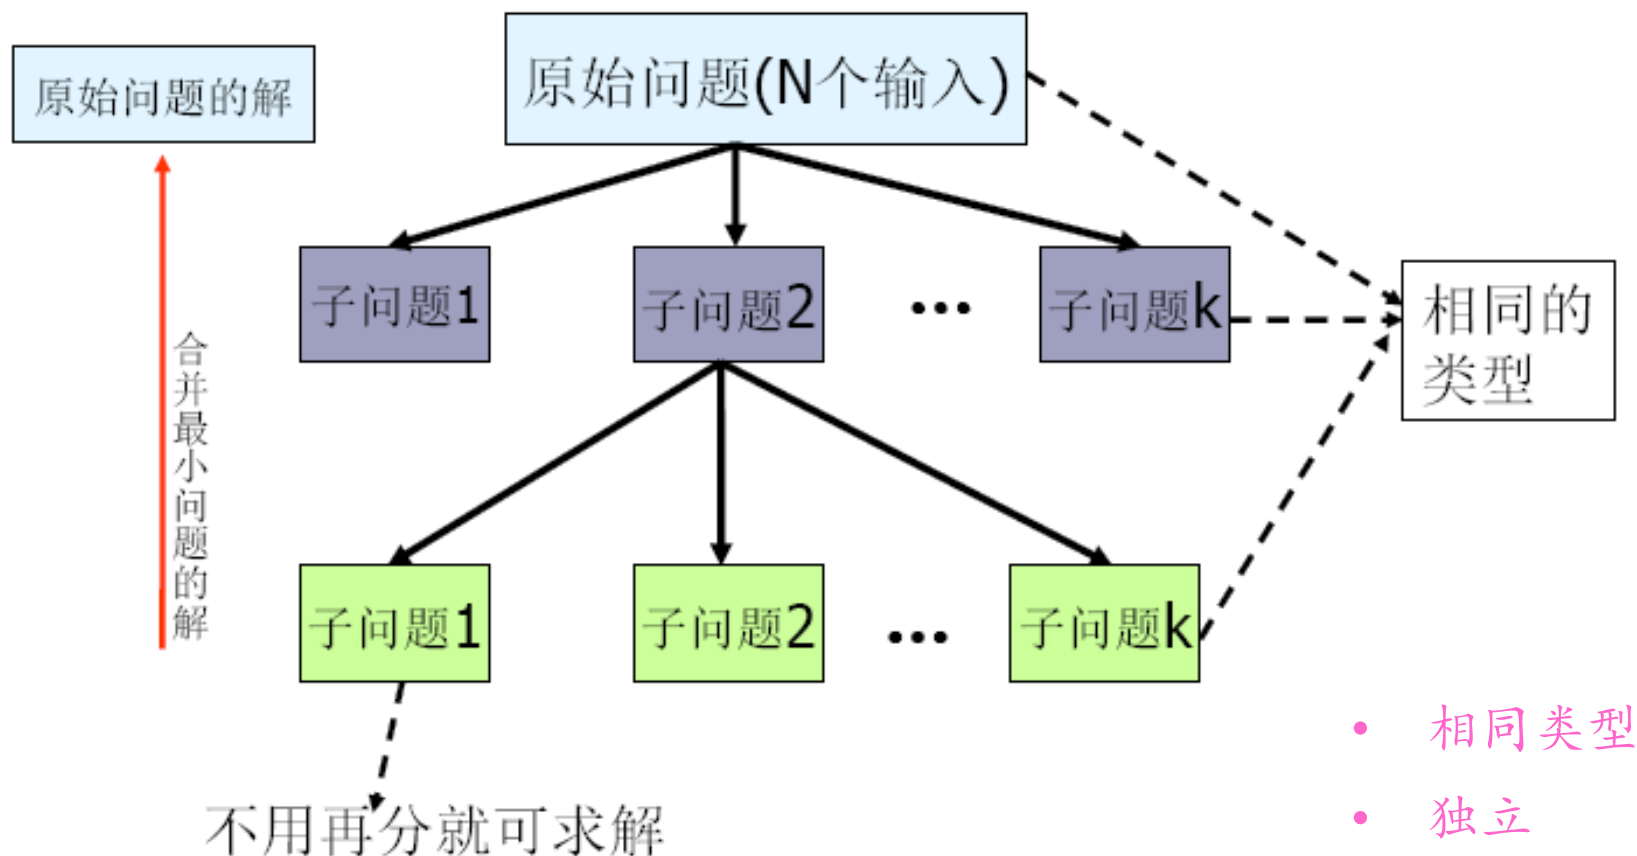 原始问题(N个输入)
原始问题的解
子问题1
子问题2
...
子问题k
相同的
类型
合并最小问题的解
子问题1
子问题2
...
子问题k
• 相同类型
• 独立
不用再分就可求解